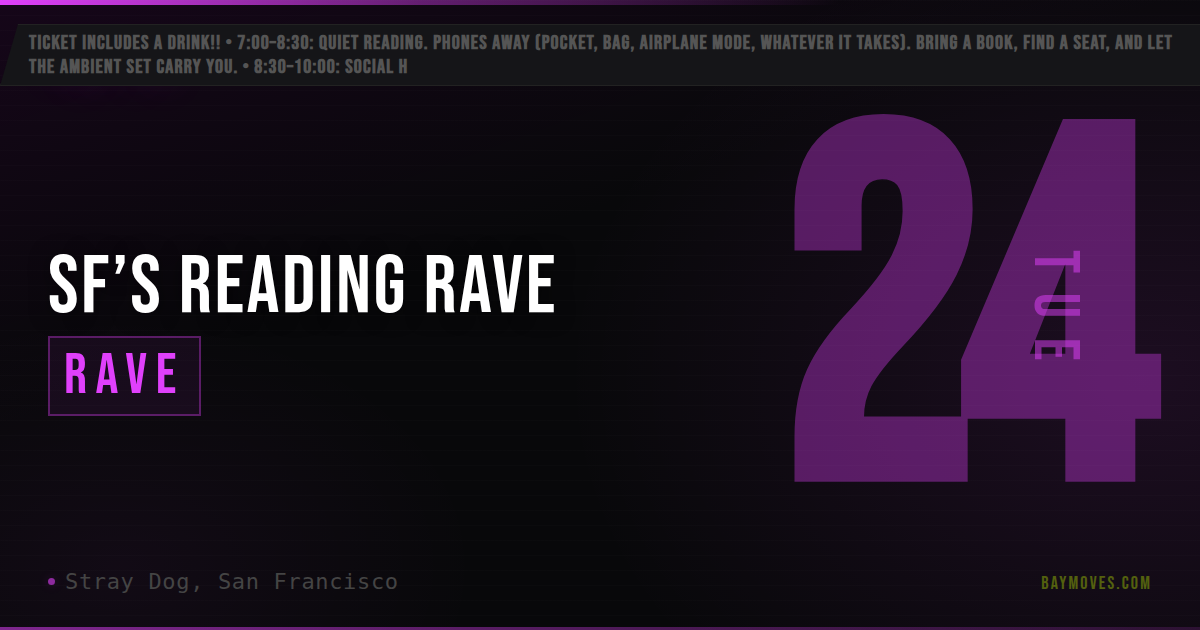 TICKET INCLUDES A DRINK!! • 7:00–8:30: QUIET READING. PHONES AWAY (POCKET, BAG, AIRPLANE MODE, WHATEVER IT TAKES). BRING A BOOK, FIND A SEAT, AND LET
THE AMBIENT SET CARRY YOU. • 8:30–10:00: SOCIAL H
24
TUE
SF’S READING RAVE
RAVE
Stray Dog, San Francisco
BAYMOVES.COM